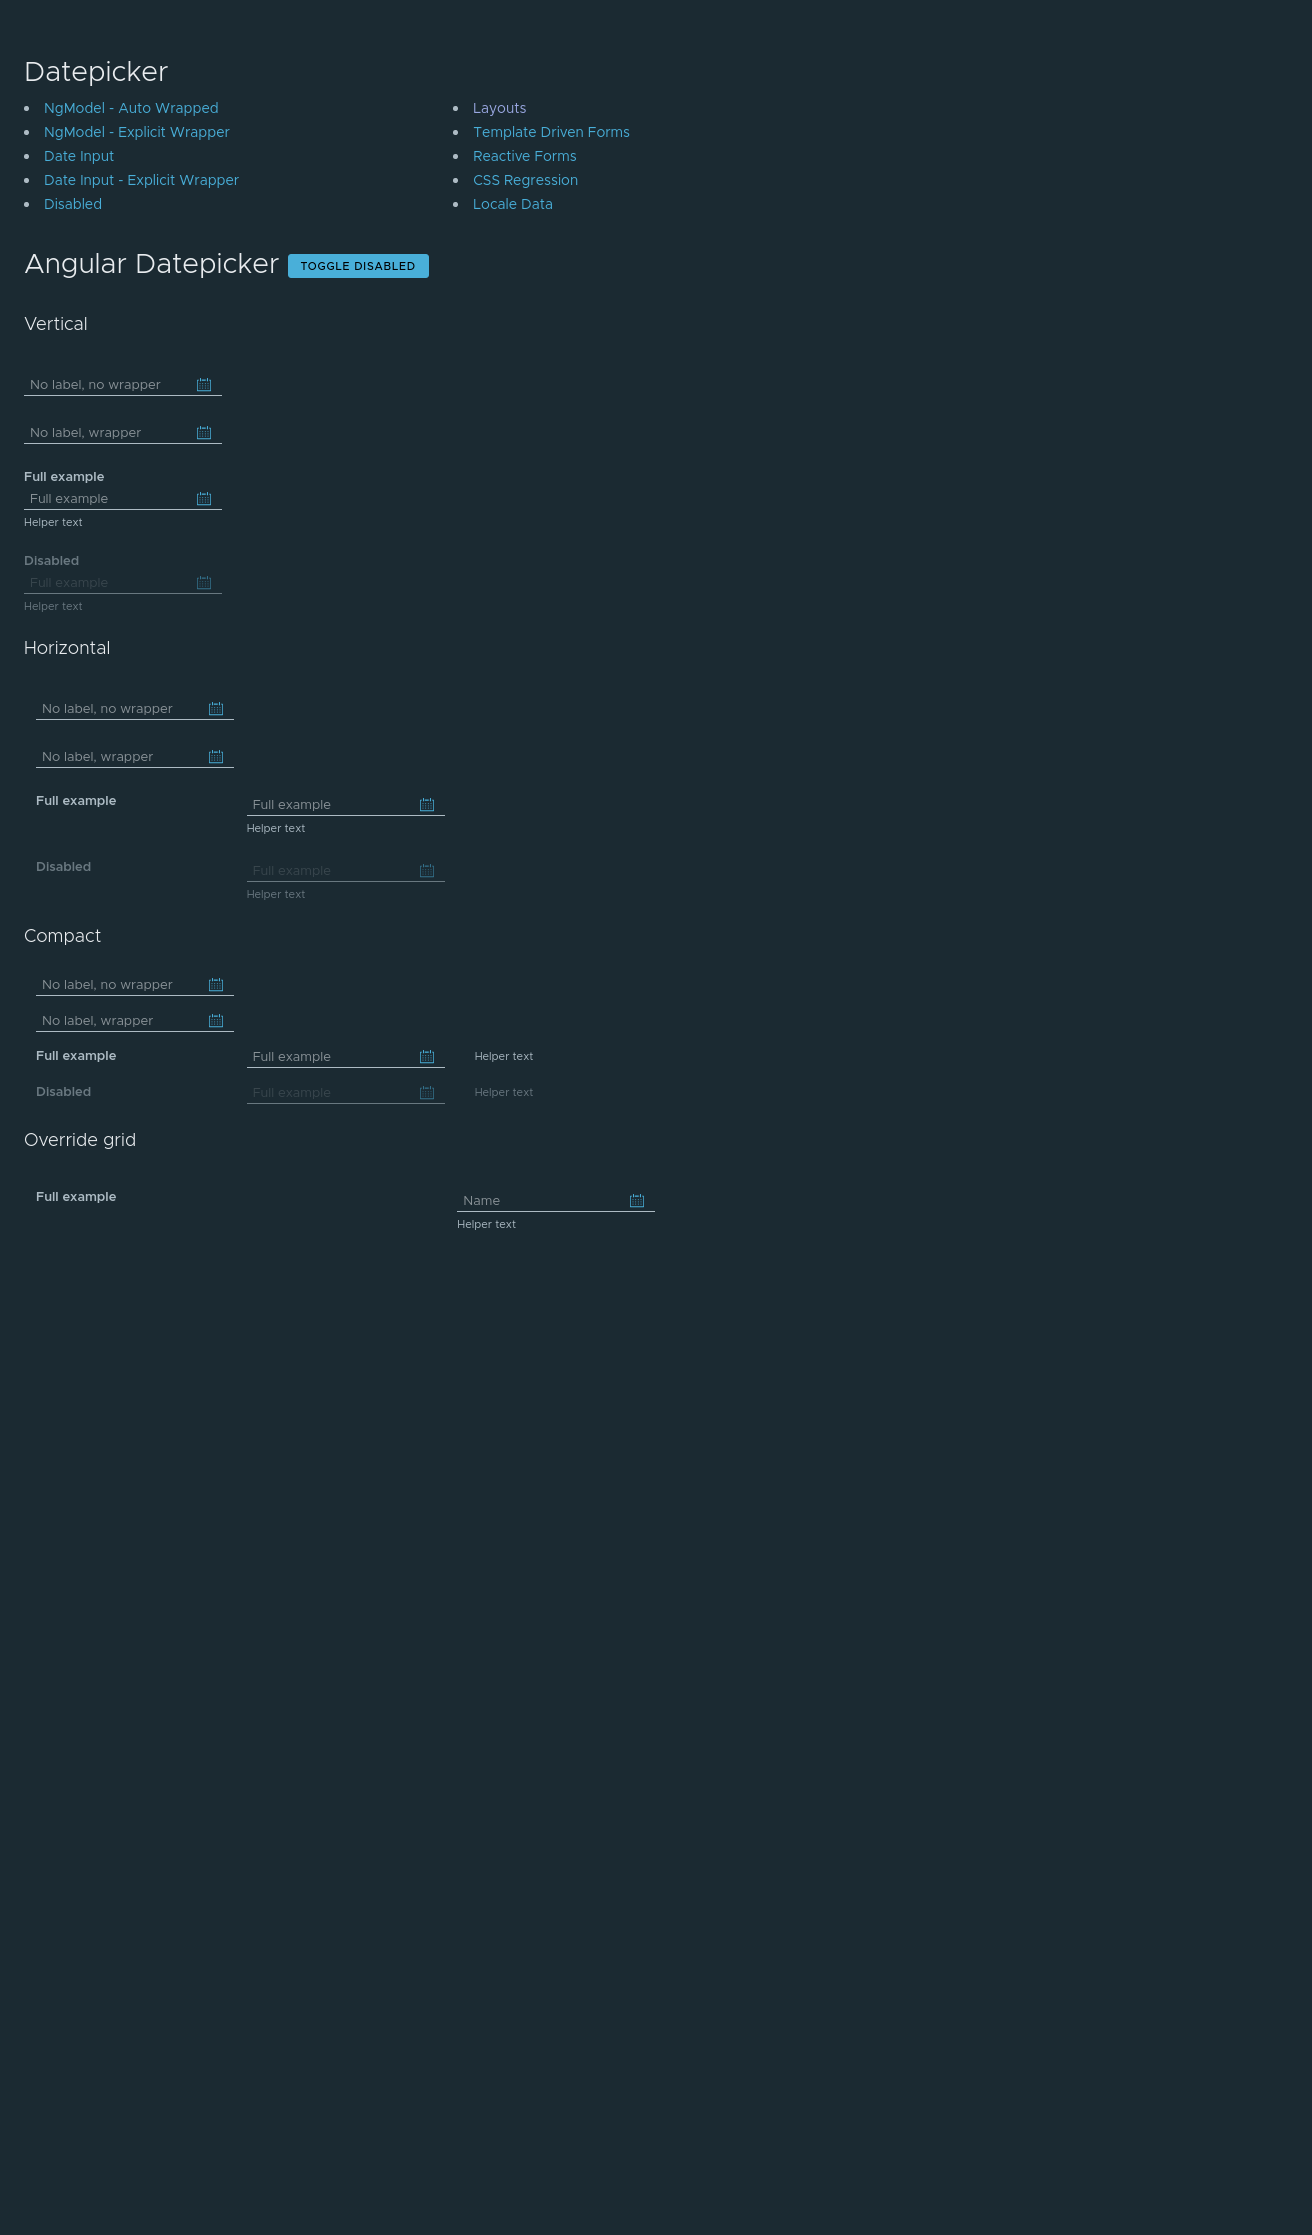 Datepicker
NgModel - Auto Wrapped
NgModel - Explicit Wrapper
Date Input
Date Input - Explicit Wrapper
Disabled
Layouts
Template Driven Forms
Reactive Forms
CSS Regression
Locale Data
Angular Datepicker TOGGLE DISABLED
Vertical
No label, no wrapper
No label, wrapper
Full example
Full example
Helper text
Disabled
Full example
Helper text
Horizontal
No label, no wrapper
No label, wrapper
Full example Full example
Helper text
Disabled Full example
Helper text
Compact
No label, no wrapper
No label, wrapper
Full example Full example Helper text
Disabled Full example Helper text
Override grid
Full example Name
Helper text